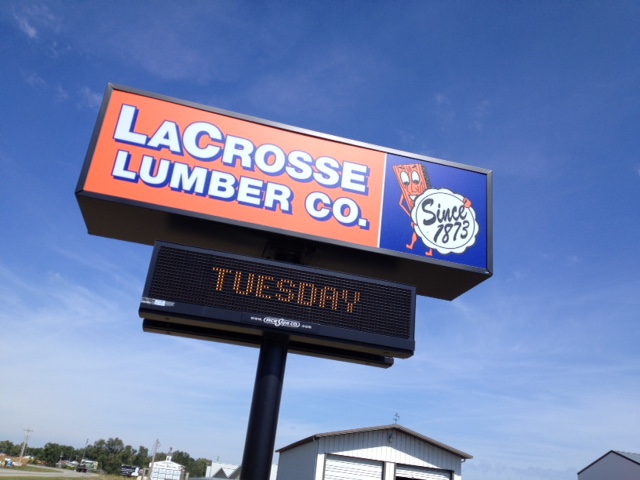 LACROSSE
LUMBER CO.
Since
1873
TUESDAY